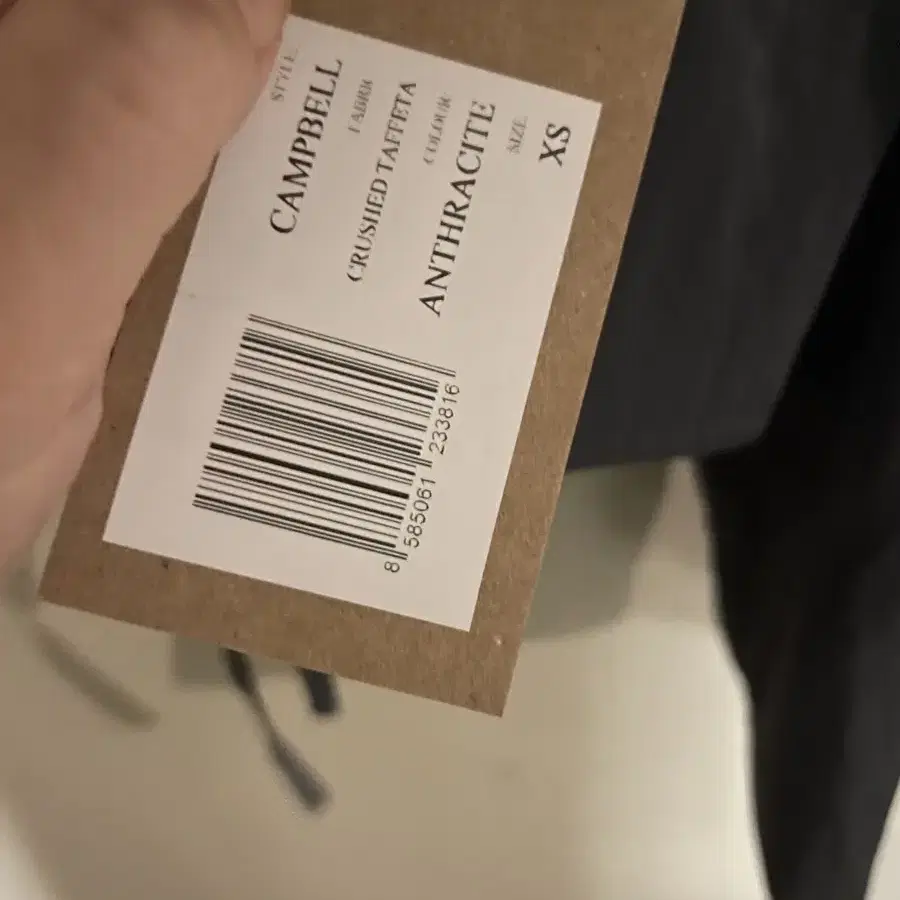 STYLE
CAMPBELL
FABRIC
CRUSHED TAFFETA
COLOUR
ANTHRACITE
SIZE
XS
8 585061 233816